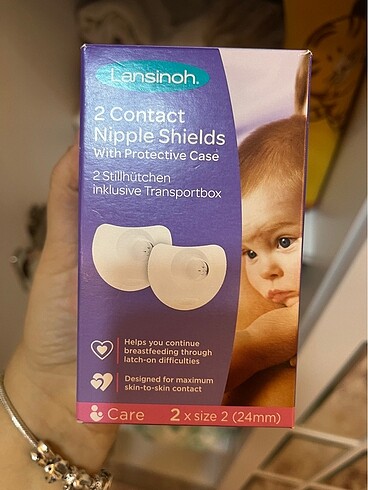 Lansinoh.
2 Contact
Nipple Shields
With Protective Case
2 Stillhütchen
inklusive Transportbox
Helps you continue
breastfeeding through
latch-on difficulties
Designed for maximum
skin-to-skin contact
Care 2 x size 2 (24mm)